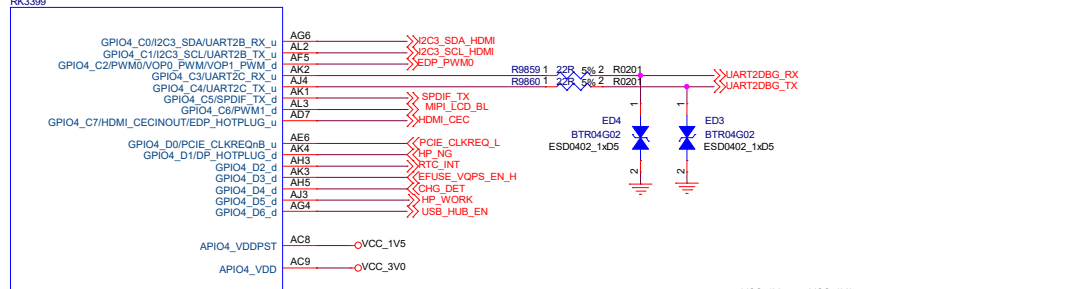 RK3399
GPIO4_C0/I2C3_SDA/UART2B_RX_u AG6 I2C3_SDA_HDMI
GPIO4_C1/I2C3_SCL/UART2B_TX_u AL2 I2C3_SCL_HDMI
GPIO4_C2/PWM0/VOP0_PWM/VOP1_PWM_d AF5 EDP_PWM0
GPIO4_C3/UART2C_RX_u AK2 R9859 1 22R 5% 2 R0201 UART2DBG_RX
GPIO4_C4/UART2C_TX_u AJ4 R9860 1 22R 5% 2 R0201 UART2DBG_TX
GPIO4_C5/SPDIF_TX_d AK1 SPDIF_TX
GPIO4_C6/PWM1_d AL3 MIPI_LCD_BL
GPIO4_C7/HDMI_CECINOUT/EDP_HOTPLUG_u AD7 HDMI_CEC
1 1
ED4 ED3
BTR04G02 BTR04G02
ESD0402_1xD5 ESD0402_1xD5
2 2
GPIO4_D0/PCIE_CLKREQnB_u AE6 PCIE_CLKREQ_L
GPIO4_D1/DP_HOTPLUG_d AK4 HP_NG
GPIO4_D2_d AH3 RTC_INT
GPIO4_D3_d AK3 EFUSE_VQPS_EN_H
GPIO4_D4_d AH5 CHG_DET
GPIO4_D5_d AJ3 HP_WORK
GPIO4_D6_d AG4 USB_HUB_EN
APIO4_VDDPST AC8 VCC_1V5
APIO4_VDD AC9 VCC_3V0